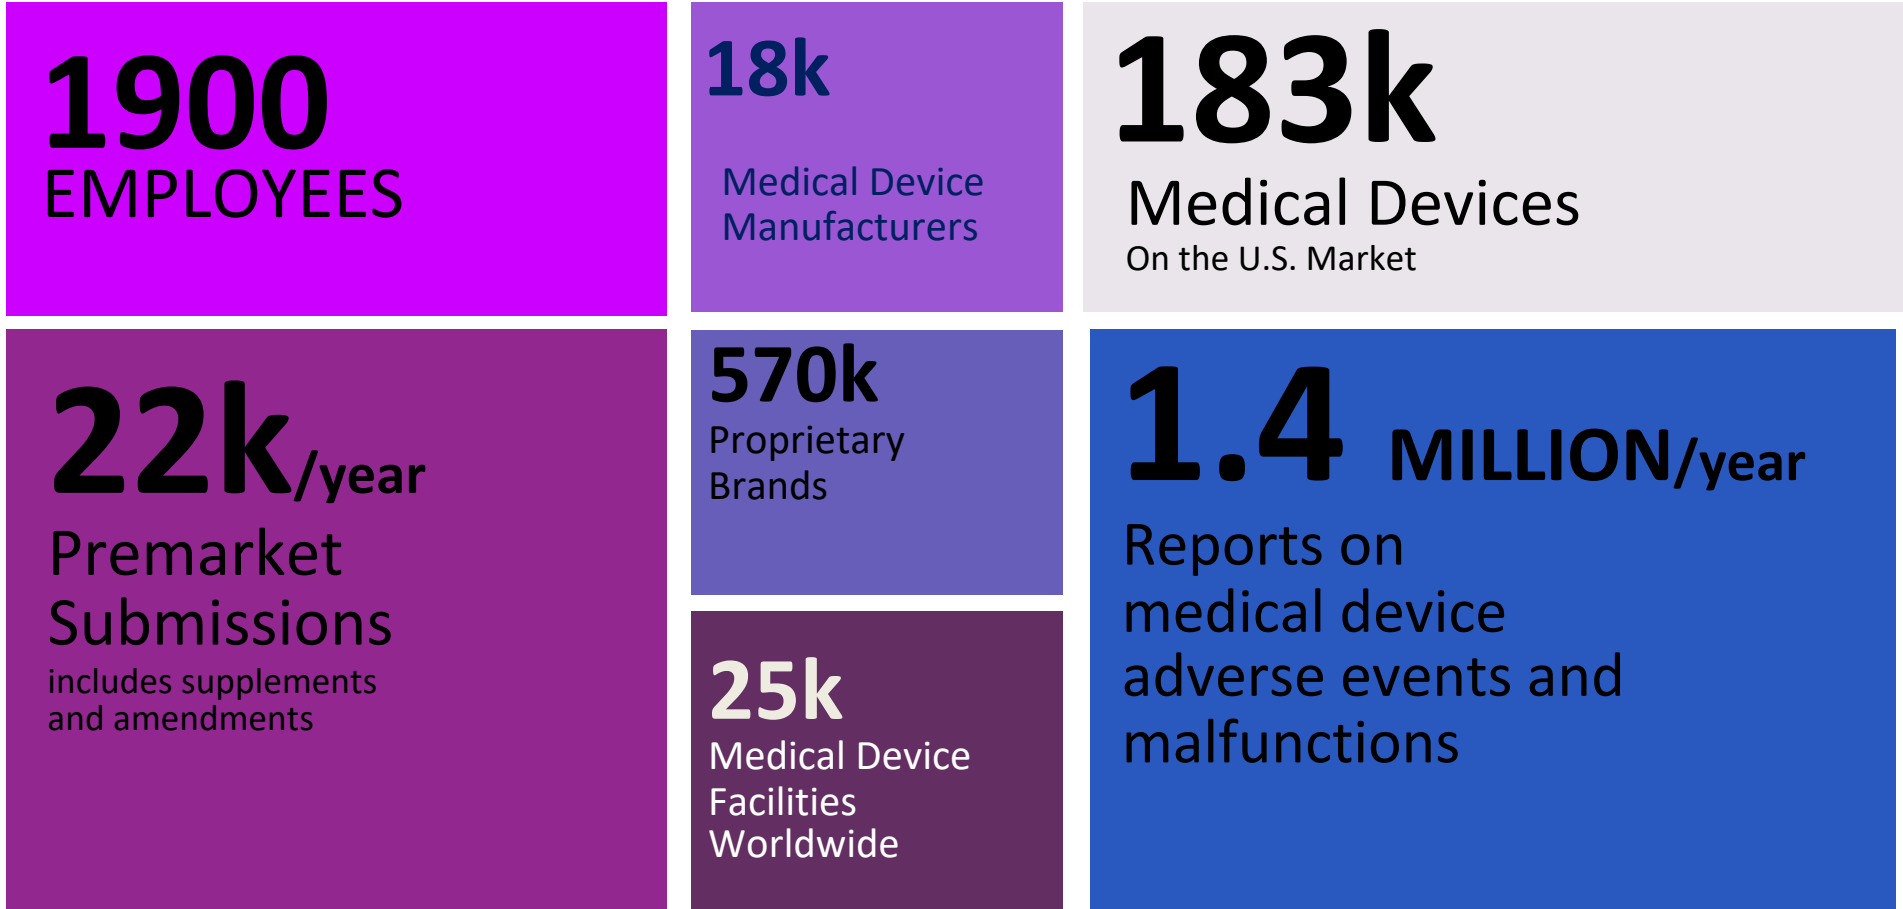 1900
EMPLOYEES
18k
Medical Device
Manufacturers
183k
Medical Devices
On the U.S. Market
22k/year
Premarket
Submissions
includes supplements
and amendments
570k
Proprietary
Brands
25k
Medical Device
Facilities
Worldwide
1.4 MILLION/year
Reports on
medical device
adverse events and
malfunctions